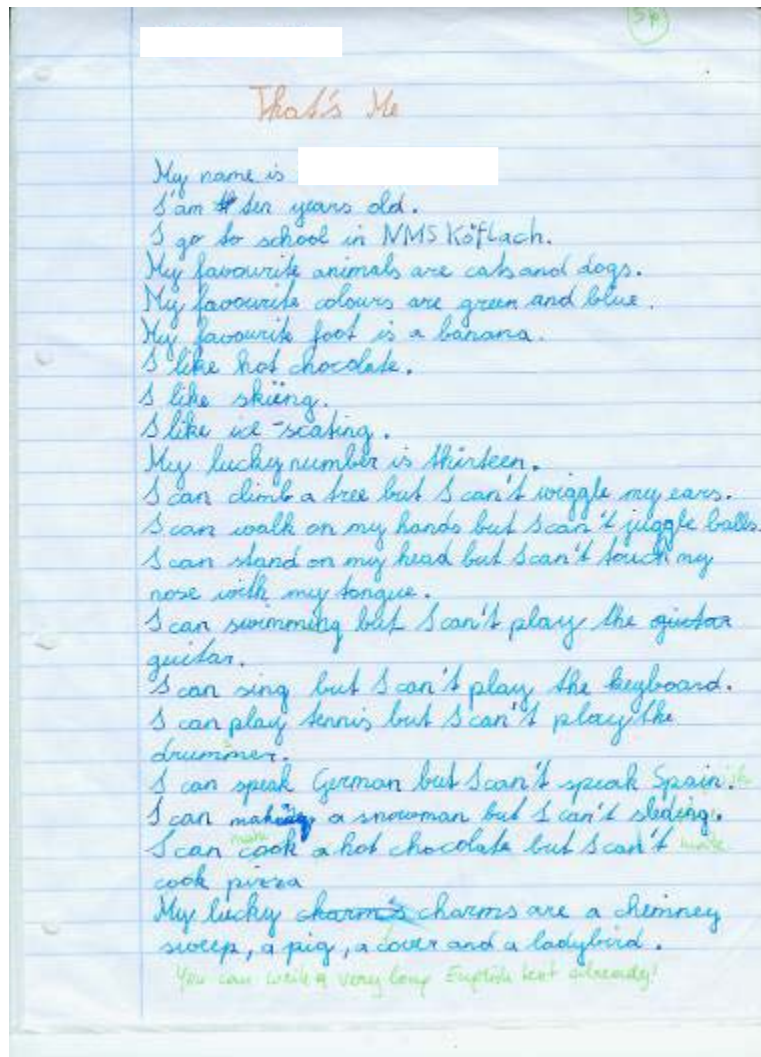 5p
That's Me
My name is
I am ten years old.
I go to school in NMS Köflach.
My favourite animals are cats and dogs.
My favourite colours are green and blue.
My favourite foot is a banana.
I like hot chocolate.
I like skiing.
I like ice-scating.
My lucky number is thirteen.
I can climb a tree but I can't wiggle my ears.
I can walk on my hands but I can't juggle balls.
I can stand on my head but I can't touch my
nose with my tongue.
I can swimming but I can't play the guitar
guitar.
I can sing but I can't play the keyboard.
I can play tennis but I can't play the
drummer.
I can speak German but I can't speak Spain.
I can making a snowman but I can't sleding.
I can cook a hot chocolate but I can't
make
cook pizza
My lucky charm's charms are a chimney
sweep, a pig, a cover and a ladybird.
You can write a very long English text already!